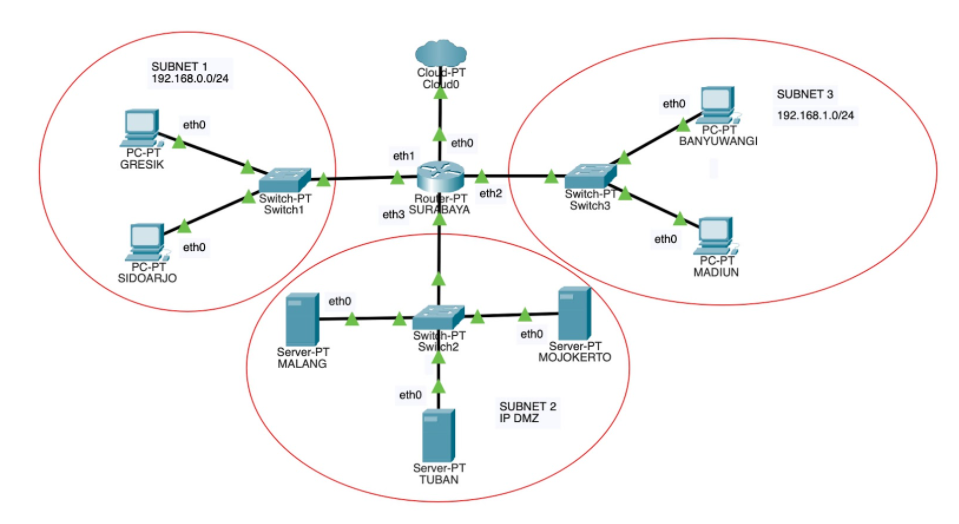 SUBNET 1
192.168.0.0/24
eth0
PC-PT
GRESIK
eth0
PC-PT
SIDOARJO
Switch-PT
Switch1
Cloud-PT
Cloud0
eth0
eth1
eth2
eth3
Router-PT
SURABAYA
SUBNET 3
192.168.1.0/24
eth0
PC-PT
BANYUWANGI
Switch-PT
Switch3
eth0
PC-PT
MADIUN
eth0
Server-PT
MALANG
Switch-PT
Switch2
eth0
Server-PT
MOJOKERTO
eth0
Server-PT
TUBAN
SUBNET 2
IP DMZ